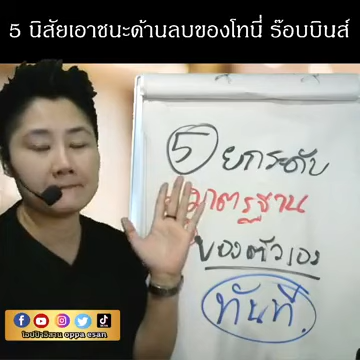 5 นิสัยเอาชนะด้านลบของโทนี่ ร๊อบบินส์
5 ยกระดับ
มาตรฐาน
ของตัวเอง
ทันที.
โอปป้าอีสาน oppa esan